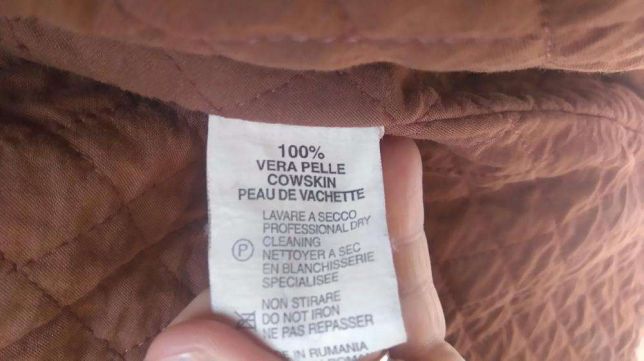 100%
VERA PELLE
COWSKIN
PEAU DE VACHETTE
LAVARE A SECCO
PROFESSIONAL DRY
P CLEANING
NETTOYER A SEC
EN BLANCHISSERIE
SPECIALISEE
NON STIRARE
DO NOT IRON
NE PAS REPASSER
IN RUMANIA